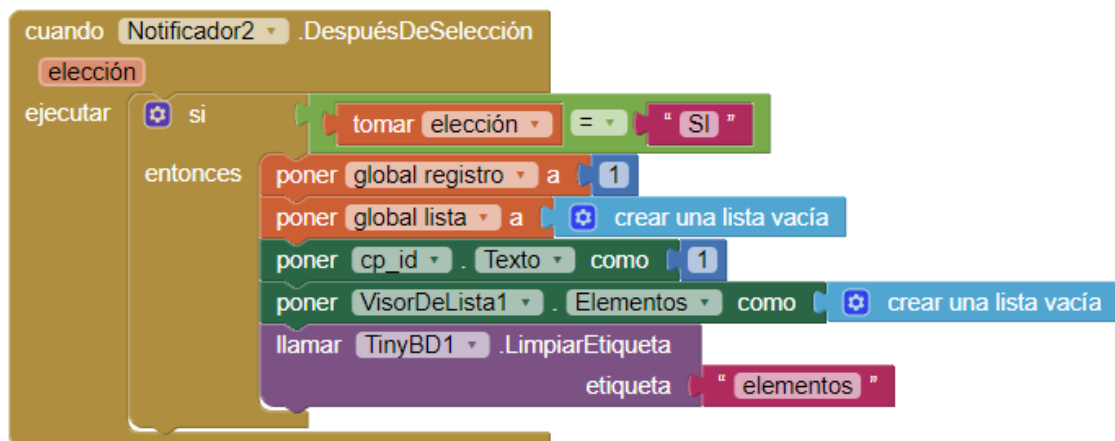 cuando Notificador2 .DespuésDeSelección
elección
ejecutar si tomar elección = " SI "
entonces poner global registro a 1
poner global lista a crear una lista vacía
poner cp_id . Texto como 1
poner VisorDeLista1 . Elementos como crear una lista vacía
llamar TinyBD1 .LimpiarEtiqueta
etiqueta " elementos "